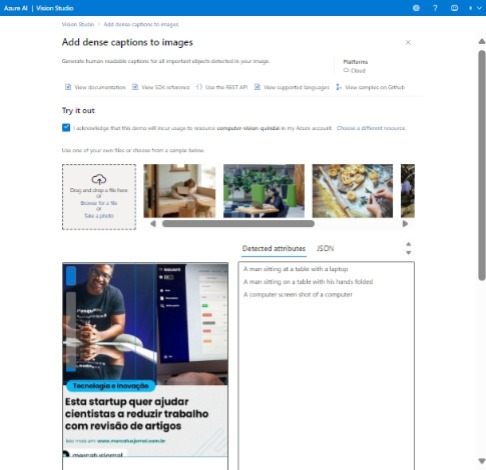 Azure AI | Vision Studio
Vision Studio > Add dense captions to images
Add dense captions to images
Generate human readable captions for all important objects detected in your image.
Platforms
Cloud
View documentation View SDK reference Use the REST API View supported languages View samples on Github
Try it out
I acknowledge that this demo will incur usage to resource computer-vision-quindai in my Azure account. Choose a different resource
Use one of your own files or choose from a sample below.
Drag and drop a file here
or
Browse for a file
or
Take a photo
Detected attributes JSON
A man sitting at a table with a laptop
A man sitting on a table with his hands folded
A computer screen shot of a computer
Tecnologia e Inovação
Esta startup quer ajudar
cientistas a reduzir trabalho
com revisão de artigos
leia mais em: www.mercatusjornal.com.br
mercatusjornal